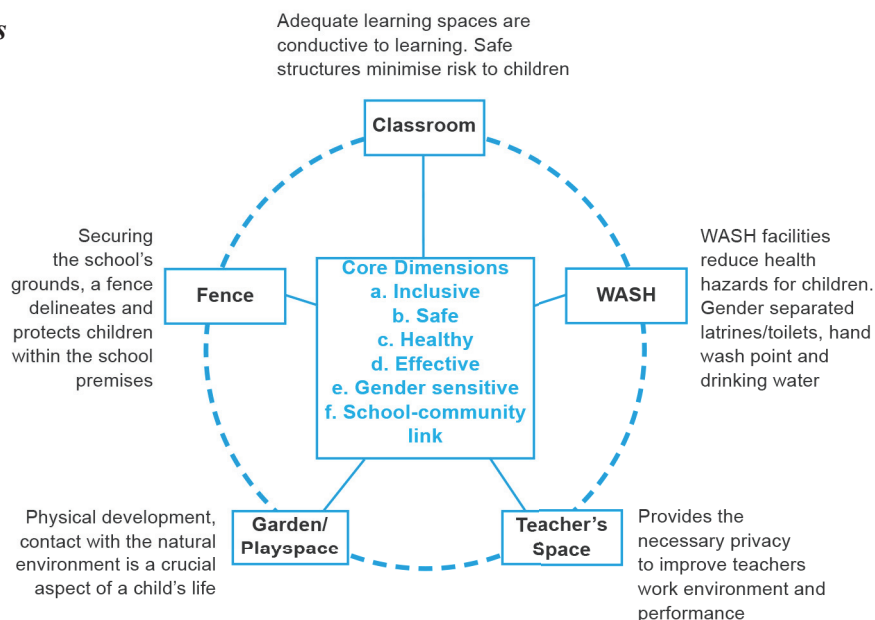 s
Adequate learning spaces are
conductive to learning. Safe
structures minimise risk to children
Classroom
Securing
the school's
grounds, a fence
delineates and
protects children
within the school
premises
Fence
Core Dimensions
a. Inclusive
b. Safe
c. Healthy
d. Effective
e. Gender sensitive
f. School-community
link
WASH
WASH facilities
reduce health
hazards for children.
Gender separated
latrines/toilets, hand
wash point and
drinking water
Physical development,
contact with the natural
environment is a crucial
aspect of a child's life
Garden/
Playspace
Teacher's
Space
Provides the
necessary privacy
to improve teachers
work environment and
performance